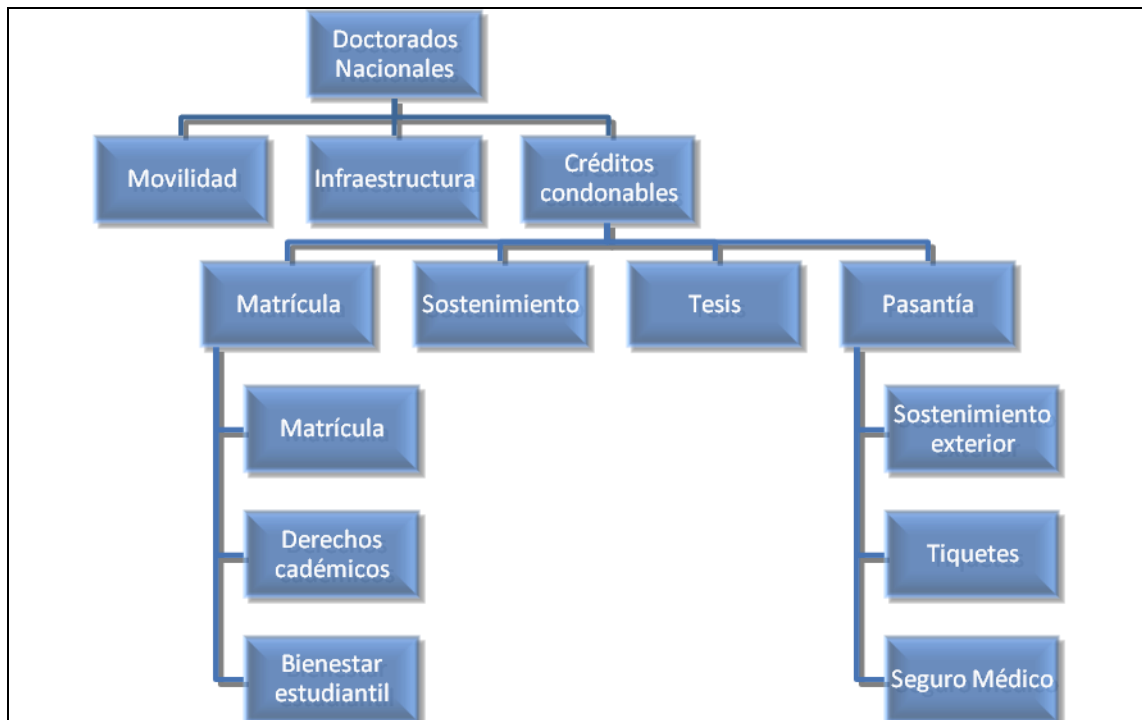 Doctorados
Nacionales
Movilidad
Infraestructura
Créditos
condonables
Matrícula
Sostenimiento
Tesis
Pasantía
Matrícula
Derechos
cadémicos
Bienestar
estudiantil
Sostenimiento
exterior
Tiquetes
Seguro Médico